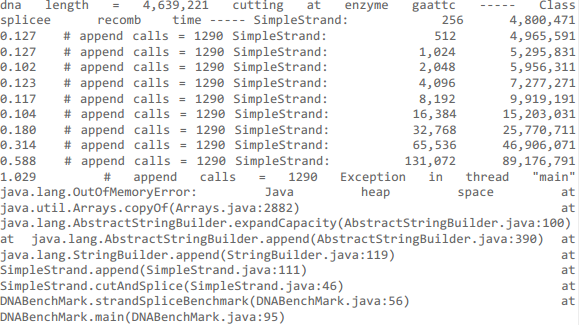 dna length = 4,639,221 cutting at enzyme gaattc ----- Class
splicee recomb time ----- SimpleStrand: 256 4,800,471
0.127 # append calls = 1290 SimpleStrand: 512 4,965,591
0.127 # append calls = 1290 SimpleStrand: 1,024 5,295,831
0.102 # append calls = 1290 SimpleStrand: 2,048 5,956,311
0.123 # append calls = 1290 SimpleStrand: 4,096 7,277,271
0.117 # append calls = 1290 SimpleStrand: 8,192 9,919,191
0.104 # append calls = 1290 SimpleStrand: 16,384 15,203,031
0.180 # append calls = 1290 SimpleStrand: 32,768 25,770,711
0.314 # append calls = 1290 SimpleStrand: 65,536 46,906,071
0.588 # append calls = 1290 SimpleStrand: 131,072 89,176,791
1.029 # append calls = 1290 Exception in thread "main"
java.lang.OutOfMemoryError: Java heap space at
java.util.Arrays.copyOf(Arrays.java:2882) at
java.lang.AbstractStringBuilder.expandCapacity(AbstractStringBuilder.java:100)
at java.lang.AbstractStringBuilder.append(AbstractStringBuilder.java:390) at
java.lang.StringBuilder.append(StringBuilder.java:119) at
SimpleStrand.append(SimpleStrand.java:111) at
SimpleStrand.cutAndSplice(SimpleStrand.java:46) at
DNABenchMark.strandSpliceBenchmark(DNABenchMark.java:56) at
DNABenchMark.main(DNABenchMark.java:95)